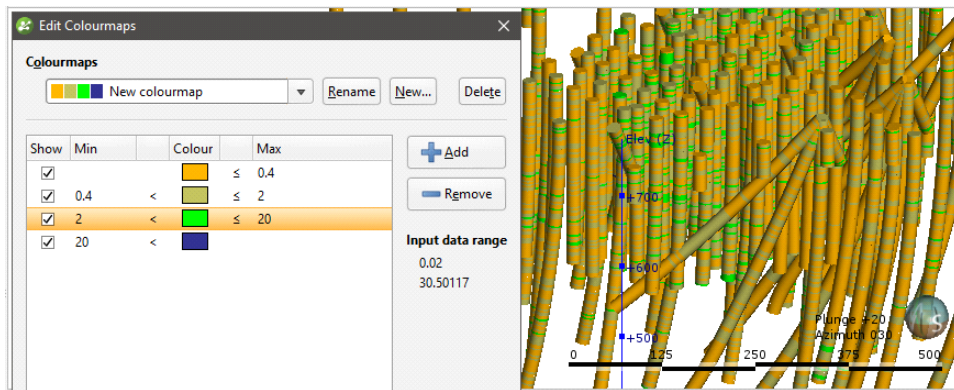 Edit Colourmaps
Colourmaps
New colourmap
Rename
New...
Delete
Show Min Colour Max
≤ 0.4
0.4 < ≤ 2
2 < ≤ 20
20 <
Add
Remove
Input data range
0.02
30.50117
Elev (Z)
+700
+600
+500
Plunge +20
Azimuth 030
0 125 250 375 500
S